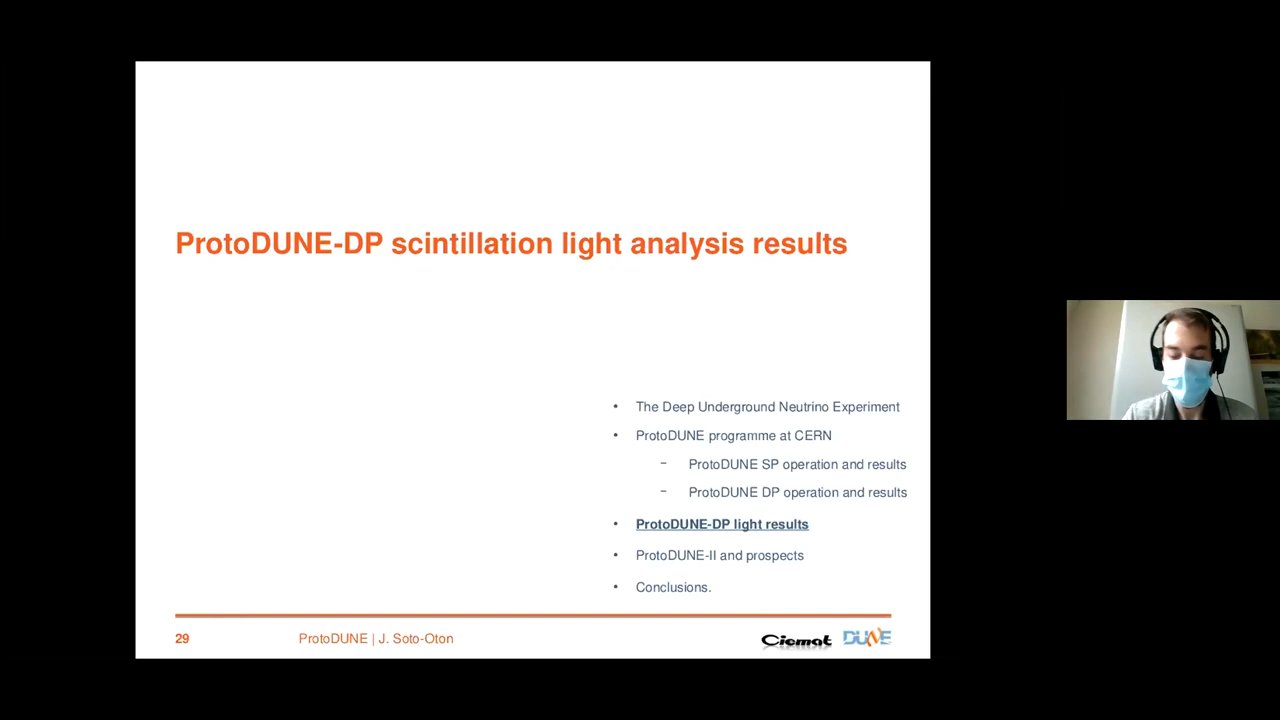 ProtoDUNE-DP scintillation light analysis results
• The Deep Underground Neutrino Experiment
• ProtoDUNE programme at CERN
− ProtoDUNE SP operation and results
− ProtoDUNE DP operation and results
• ProtoDUNE-DP light results
• ProtoDUNE-II and prospects
• Conclusions.
29 ProtoDUNE | J. Soto-Oton Ciemat DUNE